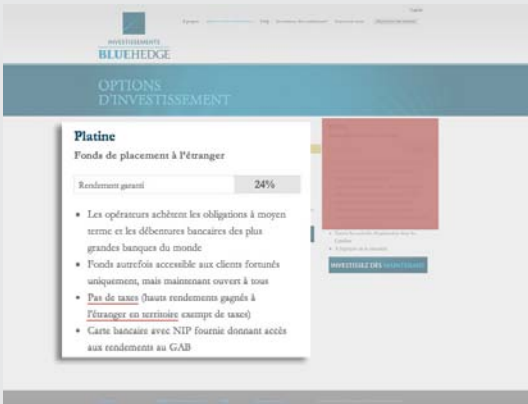 INVESTISSEMENTS
BLUEHEDGE
OPTIONS
D'INVESTISSEMENT
Platine
Fonds de placement à l'étranger
Rendement garanti 24%
• Les opérateurs achètent les obligations à moyen
terme et les débentures bancaires des plus
grandes banques du monde
• Fonds autrefois accessible aux clients fortunés
uniquement, mais maintenant ouvert à tous
• Pas de taxes (hauts rendements gagnés à
l'étranger en territoire exempt de taxes)
• Carte bancaire avec NIP fournie donnant accès
aux rendements au GAB
INVESTISSEZ DÈS MAINTENANT